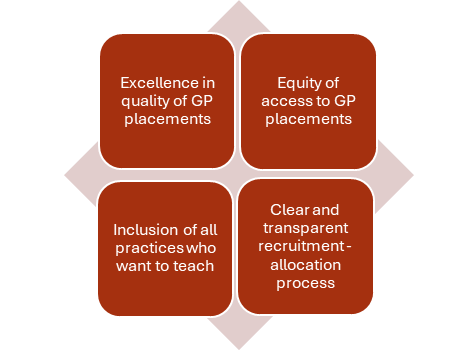 Excellence in
quality of GP
placements
Equity of
access to GP
placements
Inclusion of all
practices who
want to teach
Clear and
transparent
recruitment-
allocation
process